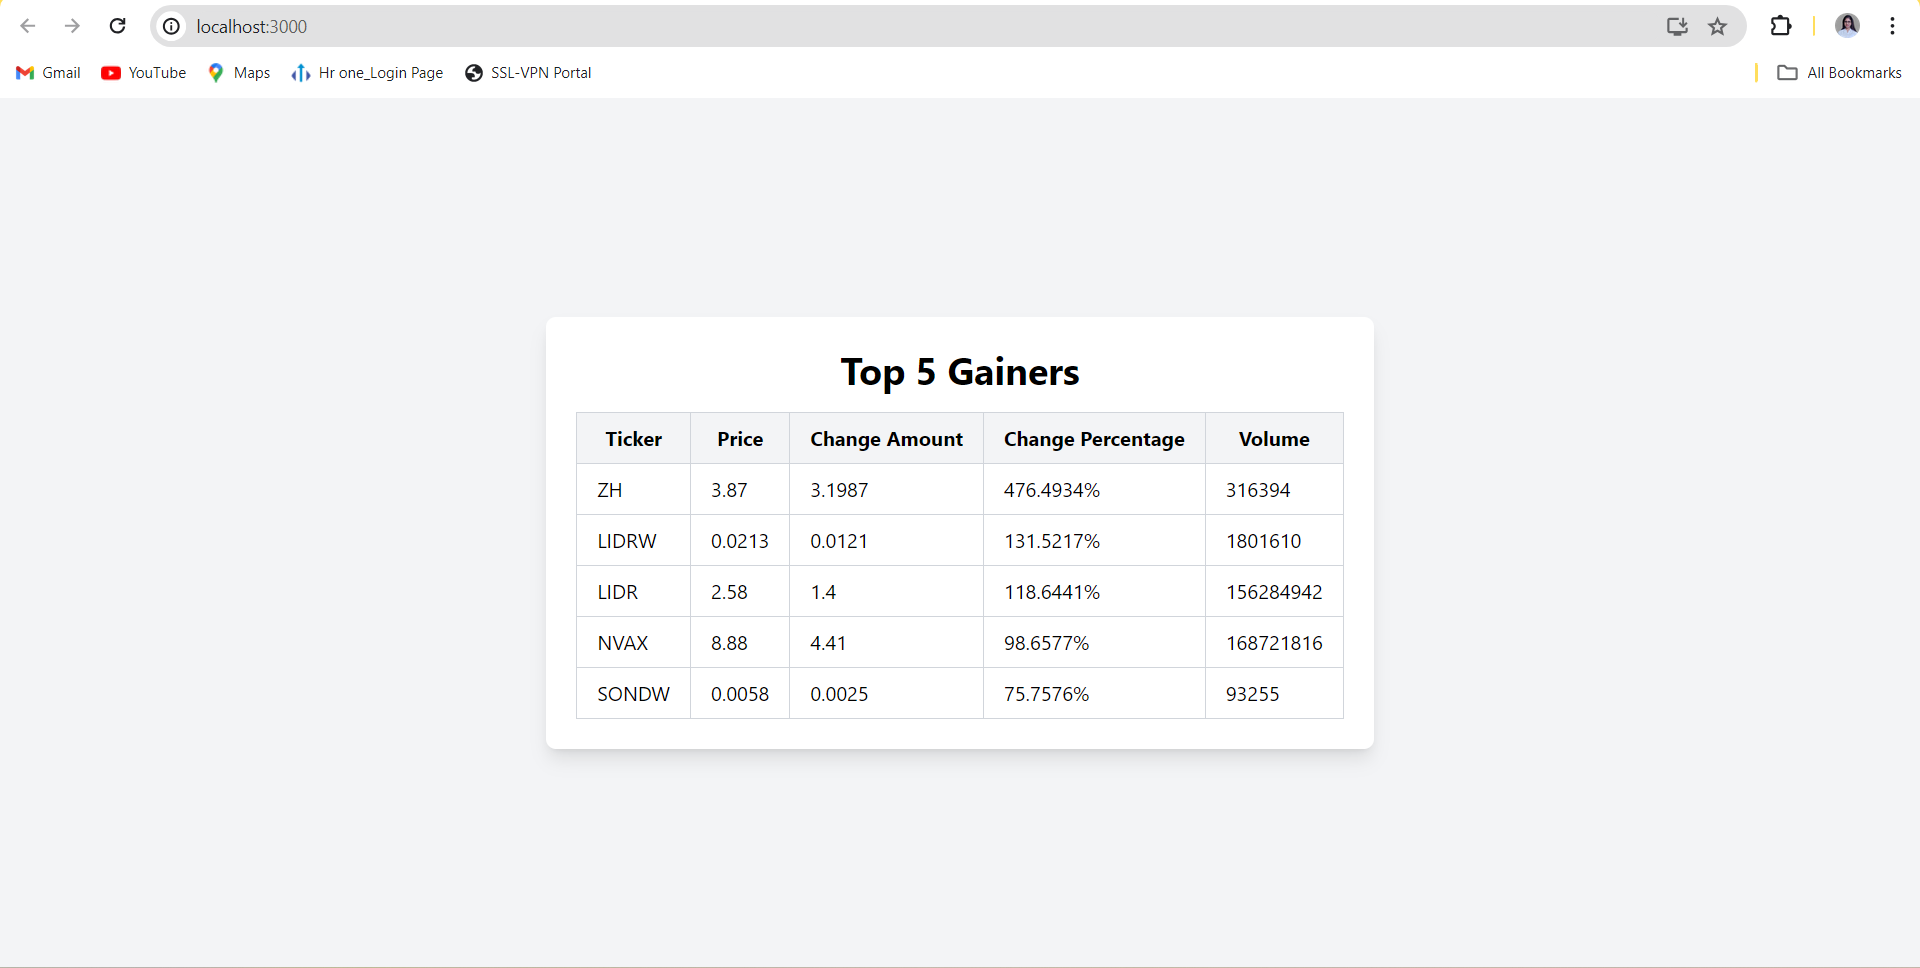 localhost:3000
Gmail YouTube Maps Hr one_Login Page SSL-VPN Portal All Bookmarks
Top 5 Gainers
Ticker Price Change Amount Change Percentage Volume
ZH 3.87 3.1987 476.4934% 316394
LIDRW 0.0213 0.0121 131.5217% 1801610
LIDR 2.58 1.4 118.6441% 156284942
NVAX 8.88 4.41 98.6577% 168721816
SONDW 0.0058 0.0025 75.7576% 93255